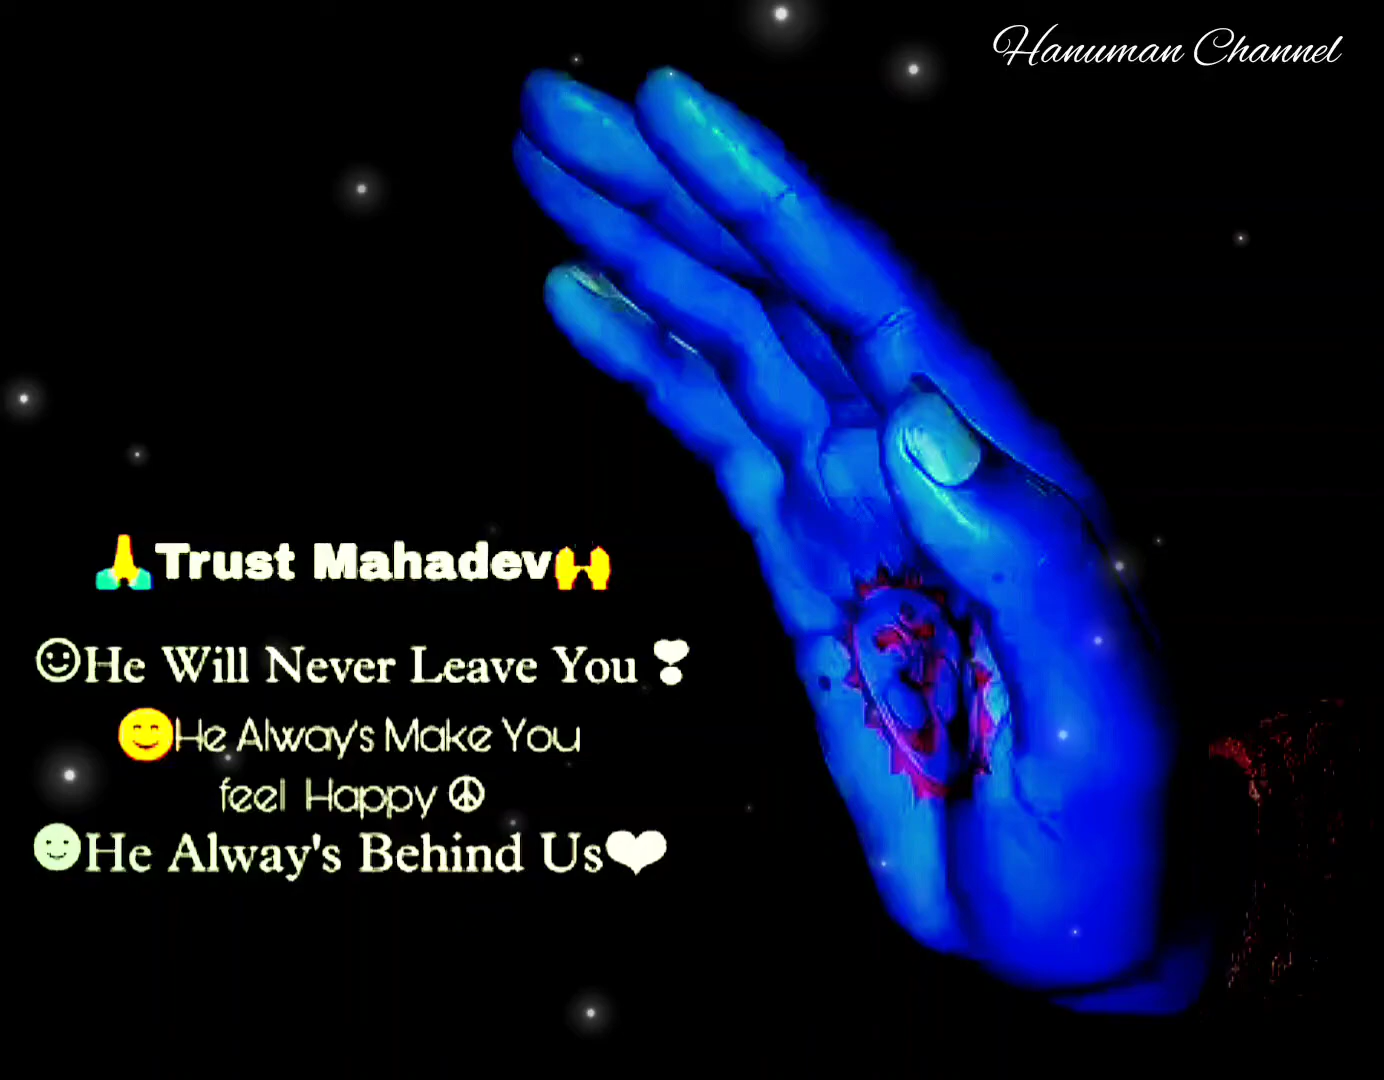 Hanuman Channel
🙏Trust Mahadev🙌
☺He Will Never Leave You ❣
😊He Alway's Make You
feel Happy ☮
☻He Alway's Behind Us❤